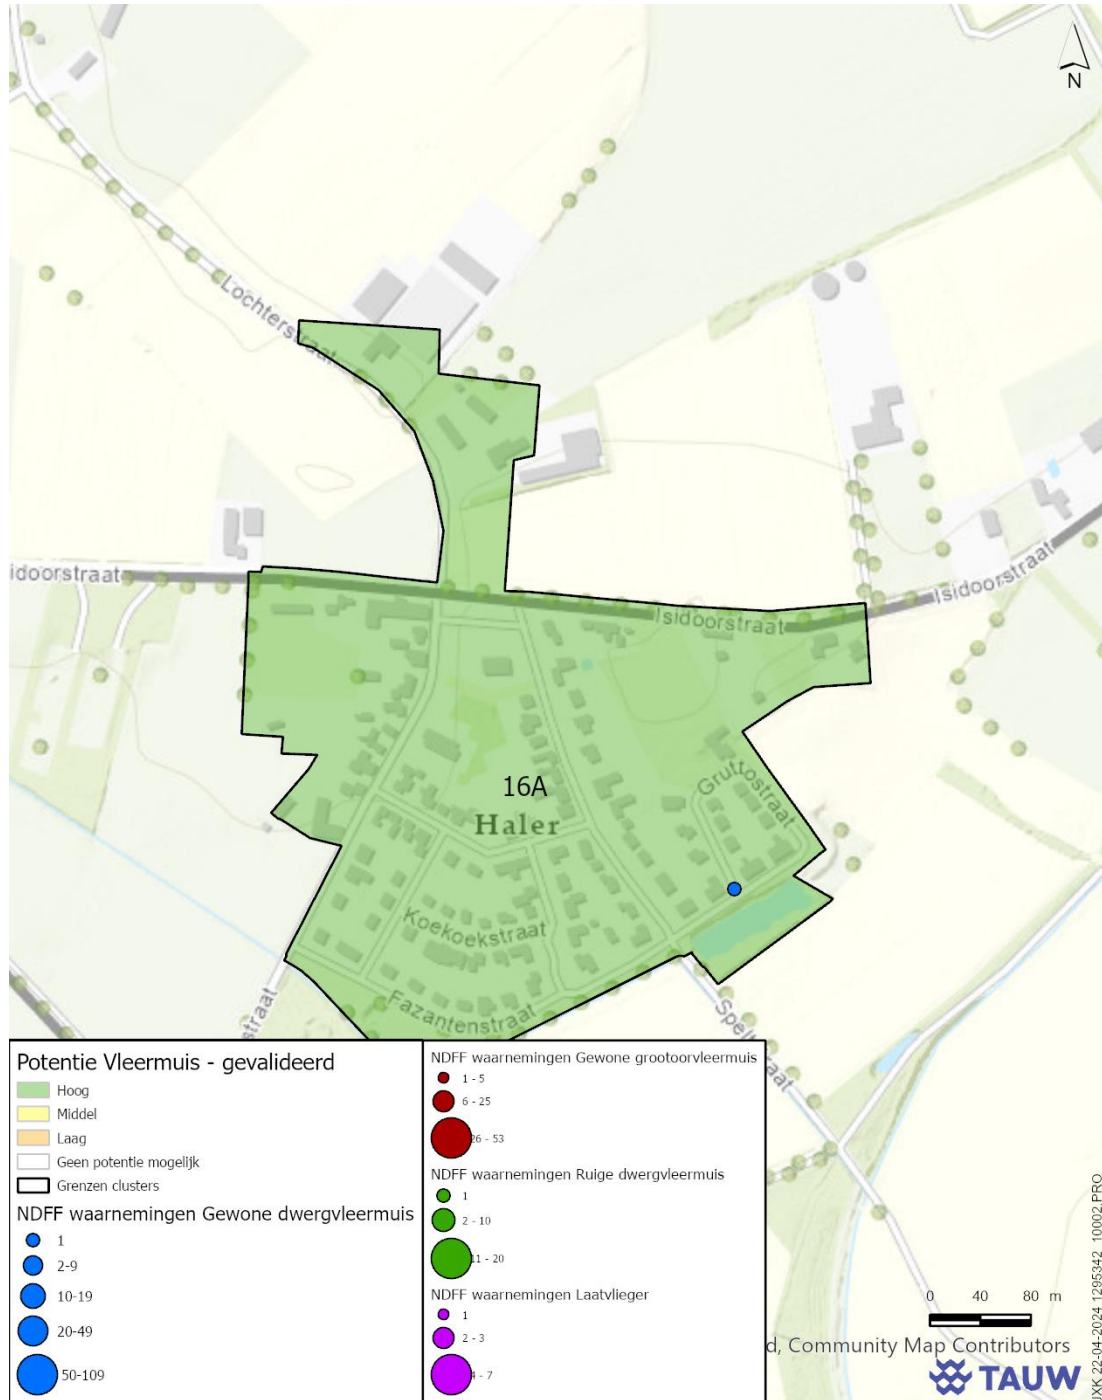 N
Lochterstraat
idoorstraat
Isidoorstraat
Isidoorstraat
16A
Haler
Gruttostraat
Koekoekstraat
Fazantenstraat
straat
Potentie Vleermuis - gevalideerd
Hoog
Middel
Laag
Geen potentie mogelijk
Grenzen clusters
NDFF waarnemingen Gewone dwergvleermuis
1
2-9
10-19
20-49
50-109
NDFF waarnemingen Gewone grootoorvleermuis
1 - 5
6 - 25
26 - 53
NDFF waarnemingen Ruige dwergvleermuis
1
2 - 10
11 - 20
NDFF waarnemingen Laatvlieger
1
2 - 3
4 - 7
0 40 80 m
d, Community Map Contributors
TAUW
IXK 22-04-2024 1295342_10002.PRO